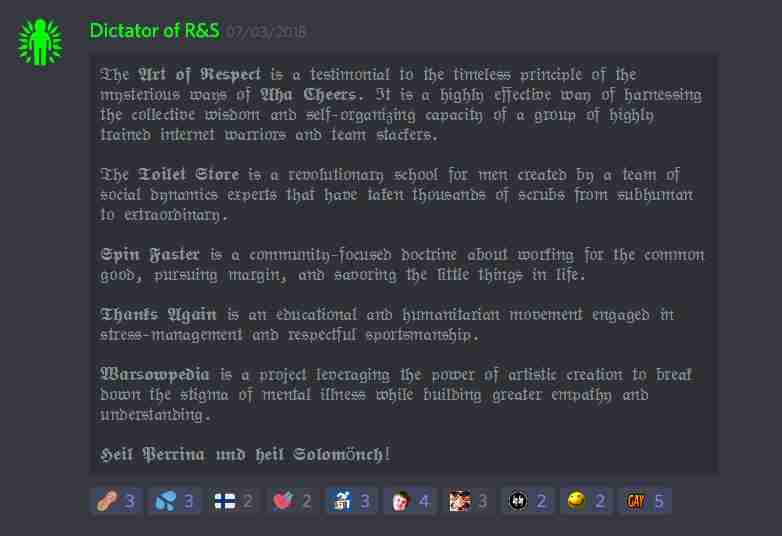 Dictator of R&S 07/03/2018
The Art of Respect is a testimonial to the timeless principle of the
mysterious ways of Aha Cheers. It is a highly effective way of harnessing
the collective wisdom and self-organizing capacity of a group of highly
trained internet warriors and team stackers.
The Toilet Store is a revolutionary school for men created by a team of
social dynamics experts that have taken thousands of scrubs from subhuman
to extraordinary.
Spin Faster is a community-focused doctrine about working for the common
good, pursuing margin, and savoring the little things in life.
Thanks Again is an educational and humanitarian movement engaged in
stress-management and respectful sportsmanship.
Warsowpedia is a project leveraging the power of artistic creation to break
down the stigma of mental illness while building greater empathy and
understanding.
Heil Perrina und heil Solomönch!
3 3 2 2 3 4 3 2 2 GAY 5